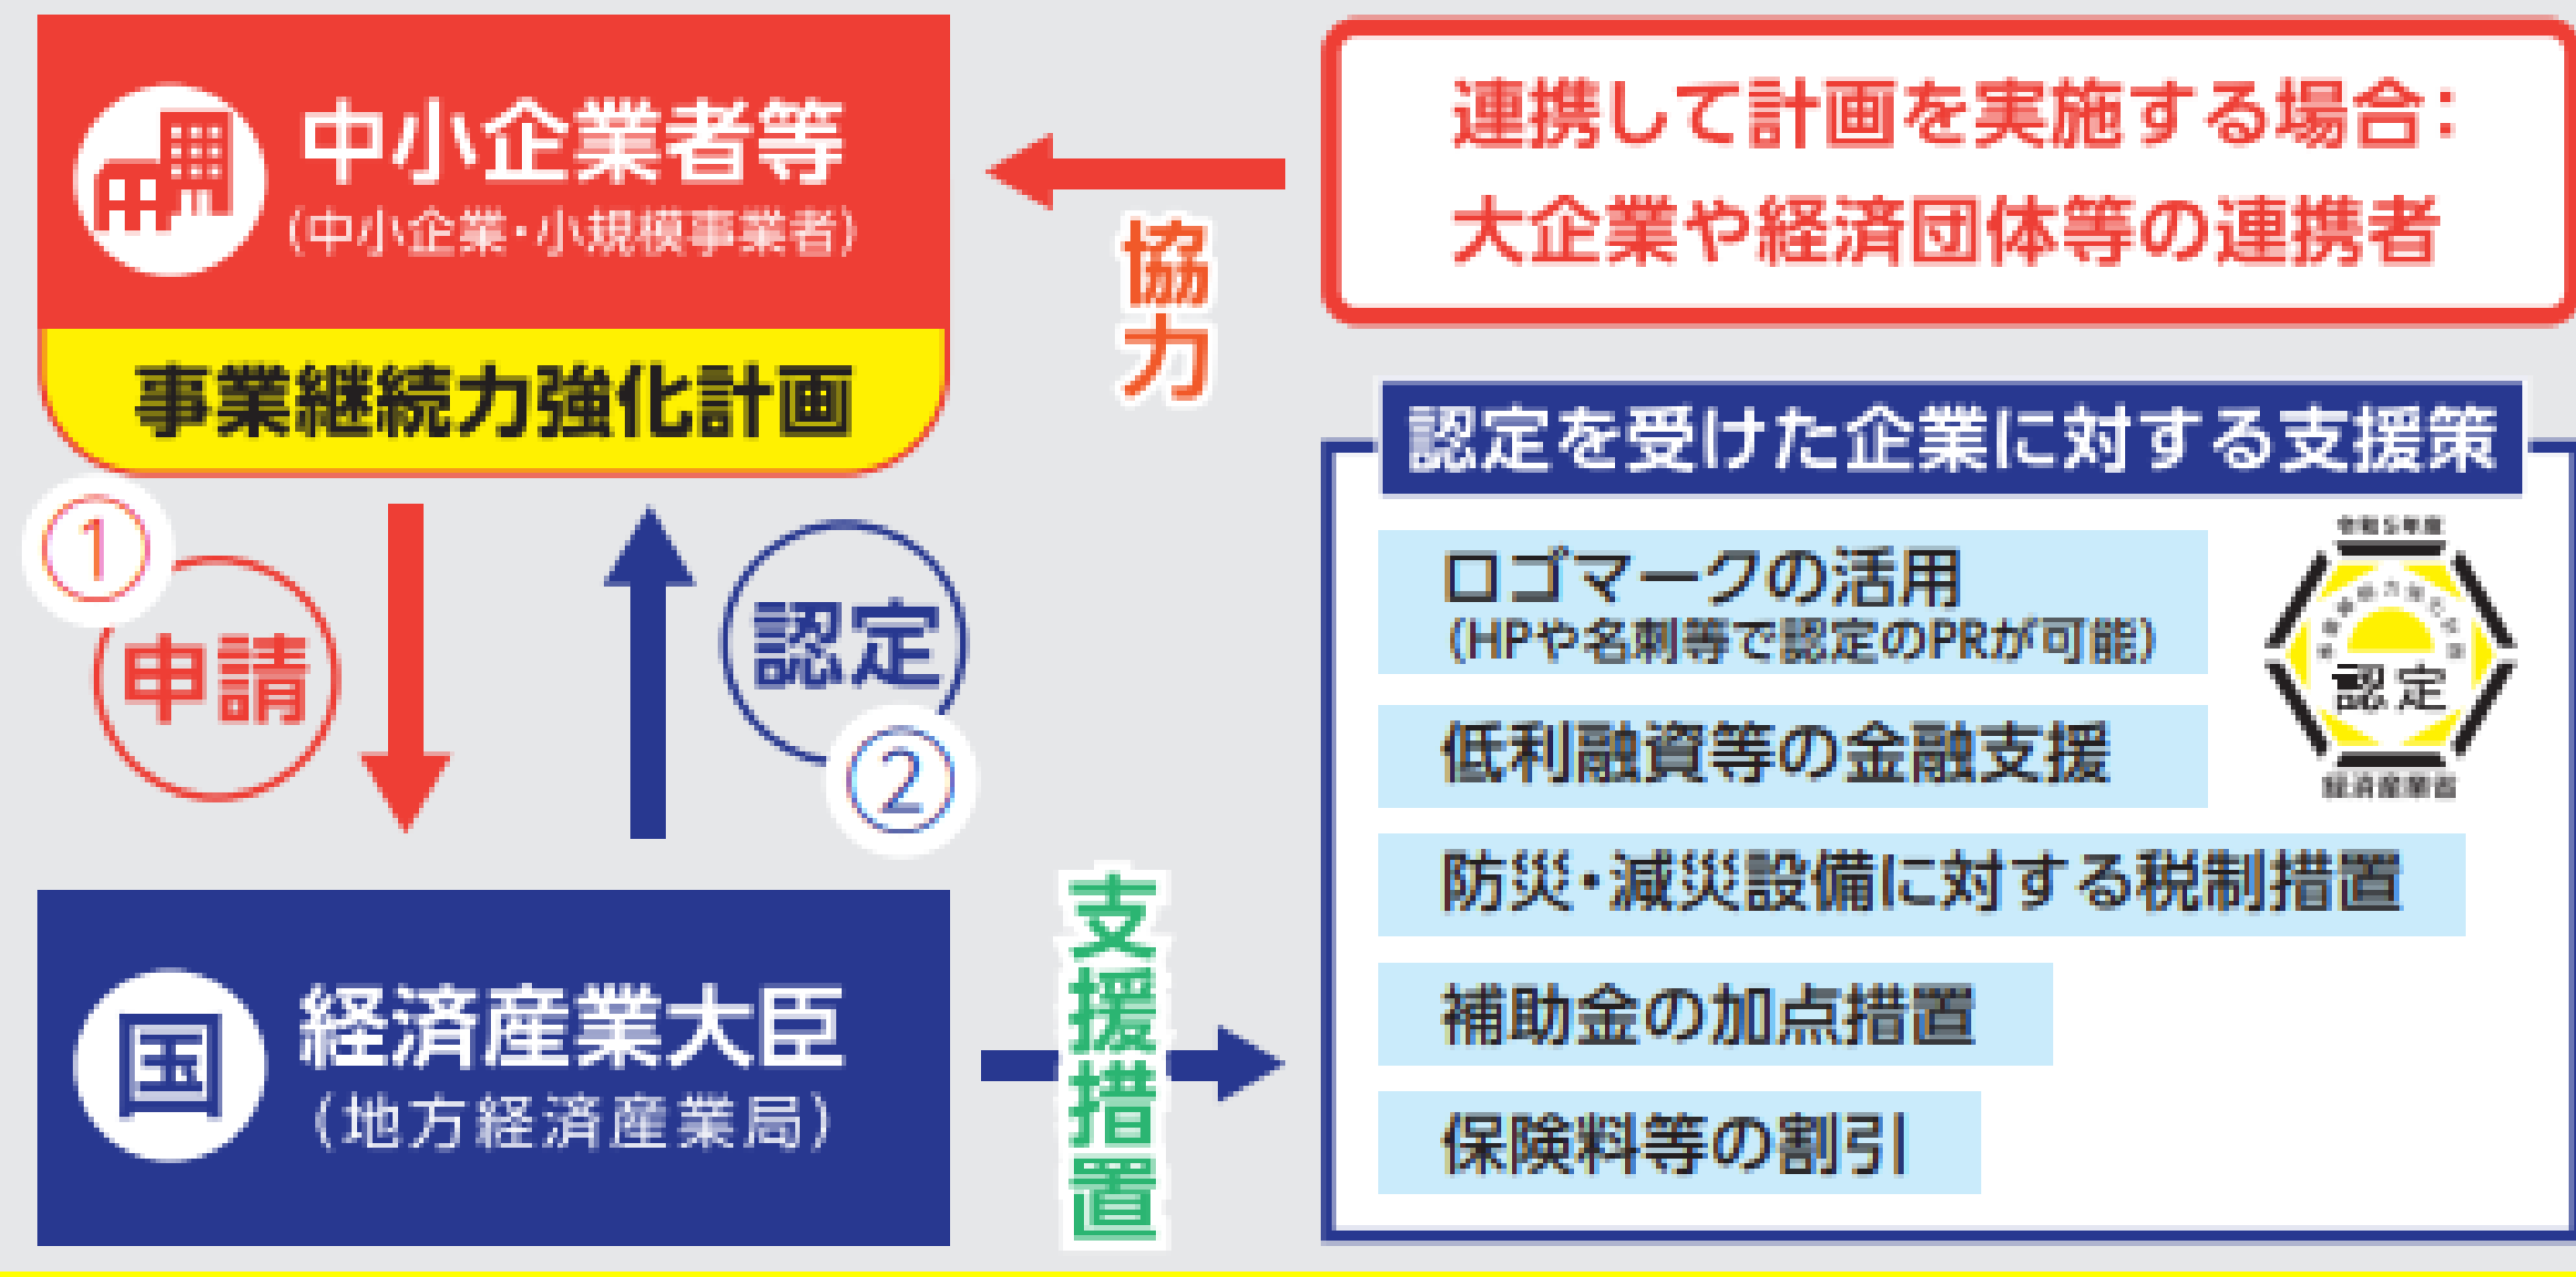 中小企業者等
(中小企業・小規模事業者)
事業継続力強化計画
連携して計画を実施する場合:
大企業や経済団体等の連携者
協力
①
申請
認定
②
国
経済産業大臣
(地方経済産業局)
支援措置
認定を受けた企業に対する支援策
ロゴマークの活用
(HPや名刺等で認定のPRが可能)
低利融資等の金融支援
防災・減災設備に対する税制措置
補助金の加点措置
保険料等の割引
令和5年度
認定
経済産業省